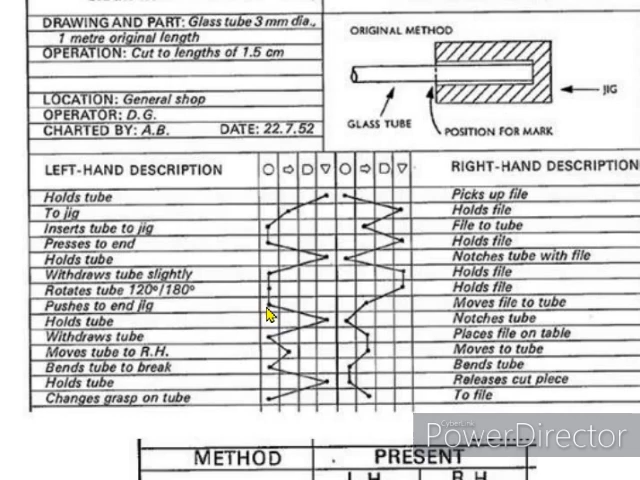 DRAWING AND PART: Glass tube 3 mm dia.,
1 metre original length
OPERATION: Cut to lengths of 1.5 cm
LOCATION: General shop
OPERATOR: D.G.
CHARTED BY: A.B. DATE: 22.7.52
ORIGINAL METHOD
JIG
GLASS TUBE
POSITION FOR MARK
LEFT-HAND DESCRIPTION ○ ⇨ D ▽ ○ ⇨ D ▽ RIGHT-HAND DESCRIPTION
Holds tube Picks up file
To jig Holds file
Inserts tube to jig File to tube
Presses to end Holds file
Holds tube Notches tube with file
Withdraws tube slightly Holds file
Rotates tube 120°/180° Holds file
Pushes to end jig Moves file to tube
Holds tube Notches tube
Withdraws tube Places file on table
Moves tube to R.H. Moves to tube
Bends tube to break Bends tube
Holds tube Releases cut piece
Changes grasp on tube To file
CyberLink
PowerDirector
METHOD PRESENT
L.H. R.H.